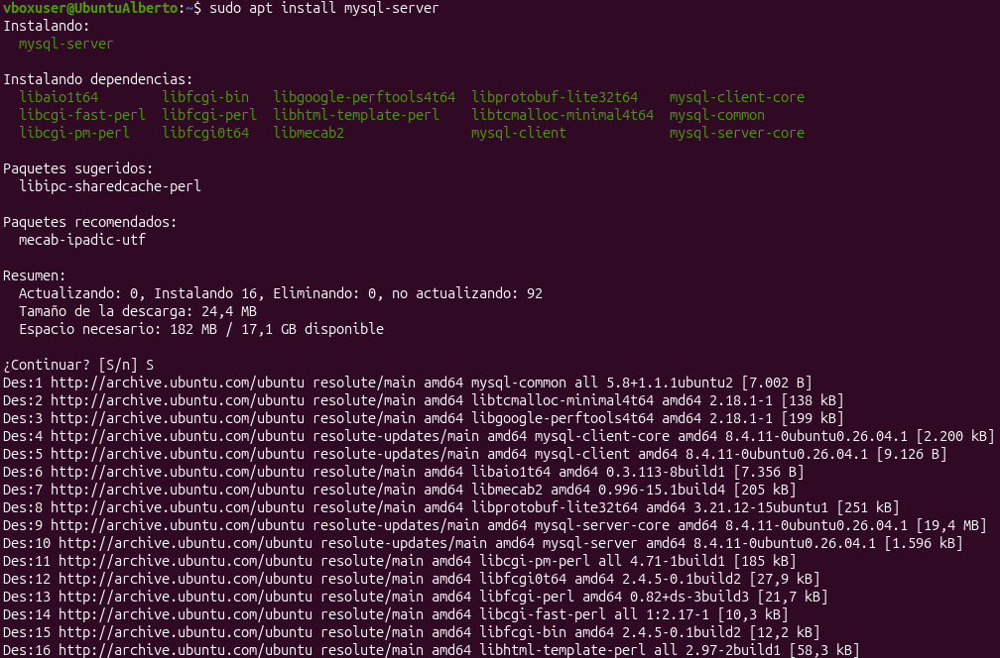 vboxuser@UbuntuAlberto:~$ sudo apt install mysql-server
Instalando:
  mysql-server

Instalando dependencias:
  libaio1t64        libfcgi-bin   libgoogle-perftools4t64  libprotobuf-lite32t64    mysql-client-core
  libcgi-fast-perl  libfcgi-perl  libhtml-template-perl    libtcmalloc-minimal4t64  mysql-common
  libcgi-pm-perl    libfcgi0t64   libmecab2                mysql-client             mysql-server-core

Paquetes sugeridos:
  libipc-sharedcache-perl

Paquetes recomendados:
  mecab-ipadic-utf

Resumen:
  Actualizando: 0, Instalando 16, Eliminando: 0, no actualizando: 92
  Tamaño de la descarga: 24,4 MB
  Espacio necesario: 182 MB / 17,1 GB disponible

¿Continuar? [S/n] S
Des:1 http://archive.ubuntu.com/ubuntu resolute/main amd64 mysql-common all 5.8+1.1.1ubuntu2 [7.002 B]
Des:2 http://archive.ubuntu.com/ubuntu resolute/main amd64 libtcmalloc-minimal4t64 amd64 2.18.1-1 [138 kB]
Des:3 http://archive.ubuntu.com/ubuntu resolute/main amd64 libgoogle-perftools4t64 amd64 2.18.1-1 [199 kB]
Des:4 http://archive.ubuntu.com/ubuntu resolute-updates/main amd64 mysql-client-core amd64 8.4.11-0ubuntu0.26.04.1 [2.200 kB]
Des:5 http://archive.ubuntu.com/ubuntu resolute-updates/main amd64 mysql-client amd64 8.4.11-0ubuntu0.26.04.1 [9.126 B]
Des:6 http://archive.ubuntu.com/ubuntu resolute/main amd64 libaio1t64 amd64 0.3.113-8build1 [7.356 B]
Des:7 http://archive.ubuntu.com/ubuntu resolute/main amd64 libmecab2 amd64 0.996-15.1build4 [205 kB]
Des:8 http://archive.ubuntu.com/ubuntu resolute/main amd64 libprotobuf-lite32t64 amd64 3.21.12-15ubuntu1 [251 kB]
Des:9 http://archive.ubuntu.com/ubuntu resolute-updates/main amd64 mysql-server-core amd64 8.4.11-0ubuntu0.26.04.1 [19,4 MB]
Des:10 http://archive.ubuntu.com/ubuntu resolute-updates/main amd64 mysql-server amd64 8.4.11-0ubuntu0.26.04.1 [1.596 kB]
Des:11 http://archive.ubuntu.com/ubuntu resolute/main amd64 libcgi-pm-perl all 4.71-1build1 [185 kB]
Des:12 http://archive.ubuntu.com/ubuntu resolute/main amd64 libfcgi0t64 amd64 2.4.5-0.1build2 [27,9 kB]
Des:13 http://archive.ubuntu.com/ubuntu resolute/main amd64 libfcgi-perl amd64 0.82+ds-3build3 [21,7 kB]
Des:14 http://archive.ubuntu.com/ubuntu resolute/main amd64 libcgi-fast-perl all 1:2.17-1 [10,3 kB]
Des:15 http://archive.ubuntu.com/ubuntu resolute/main amd64 libfcgi-bin amd64 2.4.5-0.1build2 [12,2 kB]
Des:16 http://archive.ubuntu.com/ubuntu resolute/main amd64 libhtml-template-perl all 2.97-2build1 [58,3 kB]